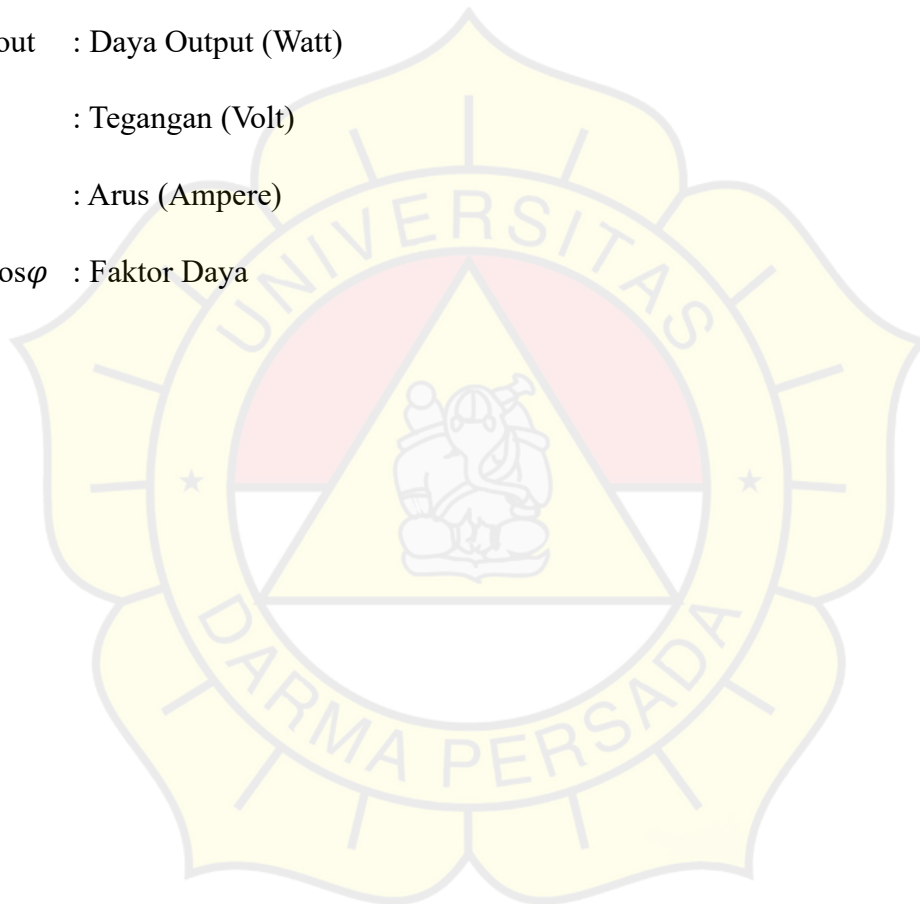 out : Daya Output (Watt)
: Tegangan (Volt)
: Arus (Ampere)
osφ : Faktor Daya
UNIVERSITAS
DARMA PERSADA